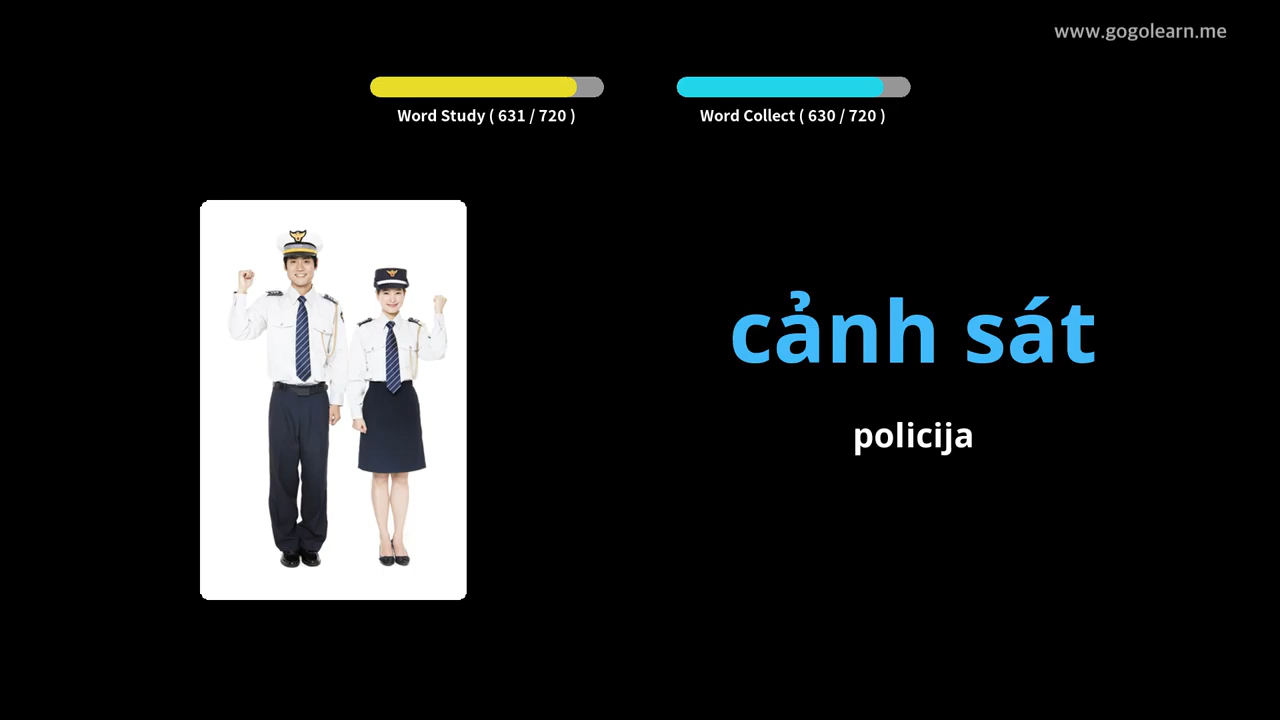 www.gogolearn.me
Word Study ( 631 / 720 )
Word Collect ( 630 / 720 )
cảnh sát
policija